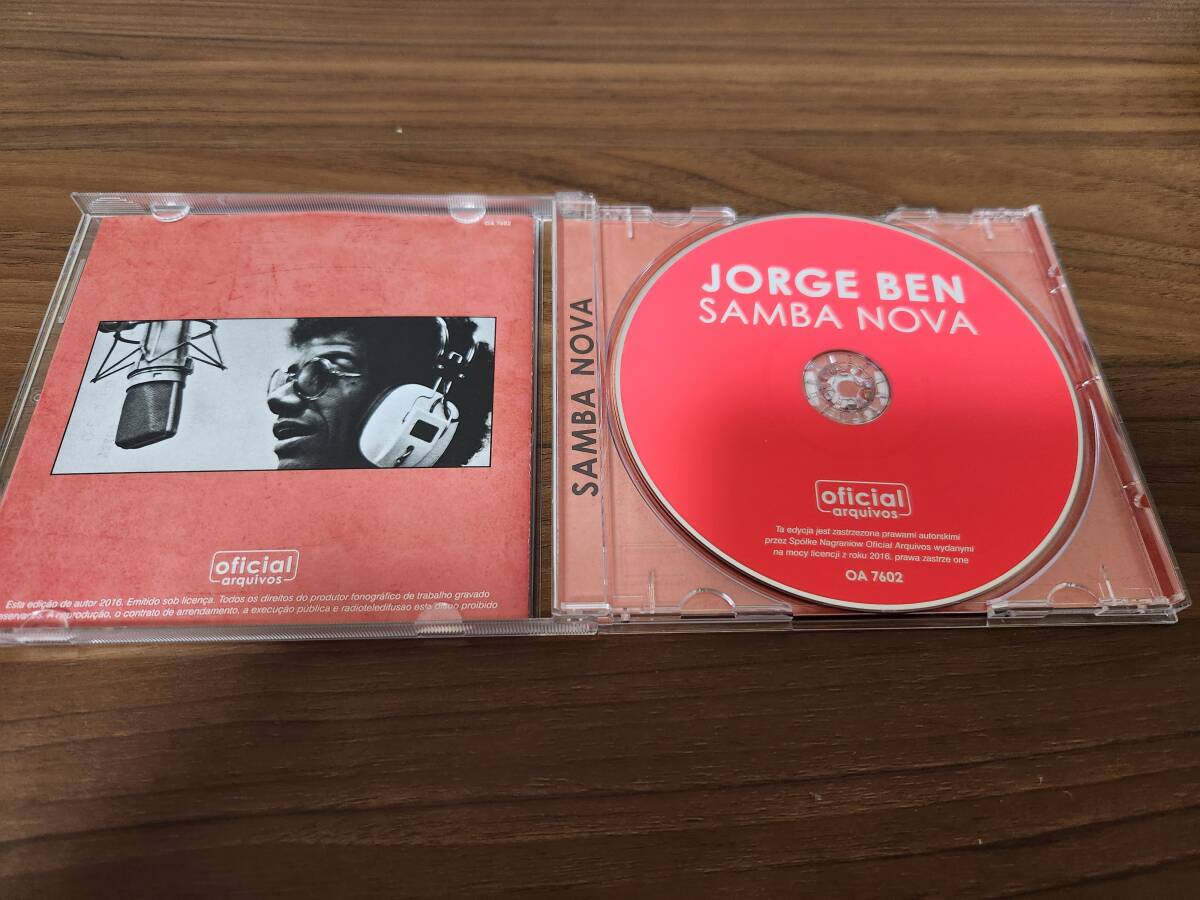 OA 7602
oficial
arquivos
Esta edição de autor 2016. Emitido sob licença. Todos os direitos do produtor fonográfico de trabalho gravado
reservados. A reprodução, o contrato de arrendamento, a execução pública e radioteledifusao este disco proibido
SAMBA NOVA
JORGE BEN
SAMBA NOVA
oficial
arquivos
Ta edycja jest zastrzezona prawami autorskimi
przez Spółke Nagraniow Oficial Arquivos wydanymi
na mocy licencji z roku 2016. prawa zastrze one
OA 7602